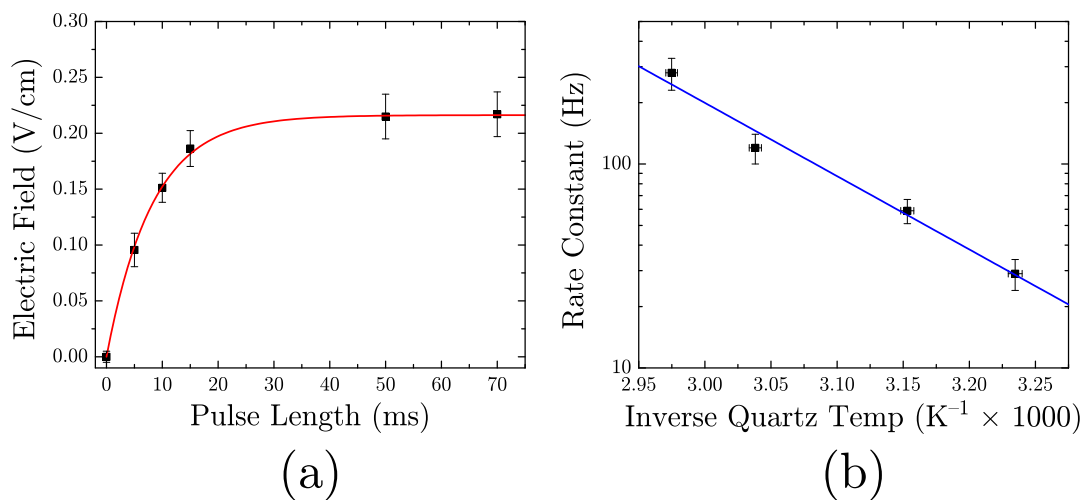 0.30
0.25
0.20
0.15
0.10
0.05
0.00
Electric Field (V/cm)
0 10 20 30 40 50 60 70
Pulse Length (ms)
(a)
100
10
Rate Constant (Hz)
2.95 3.00 3.05 3.10 3.15 3.20 3.25
Inverse Quartz Temp (K⁻¹ × 1000)
(b)